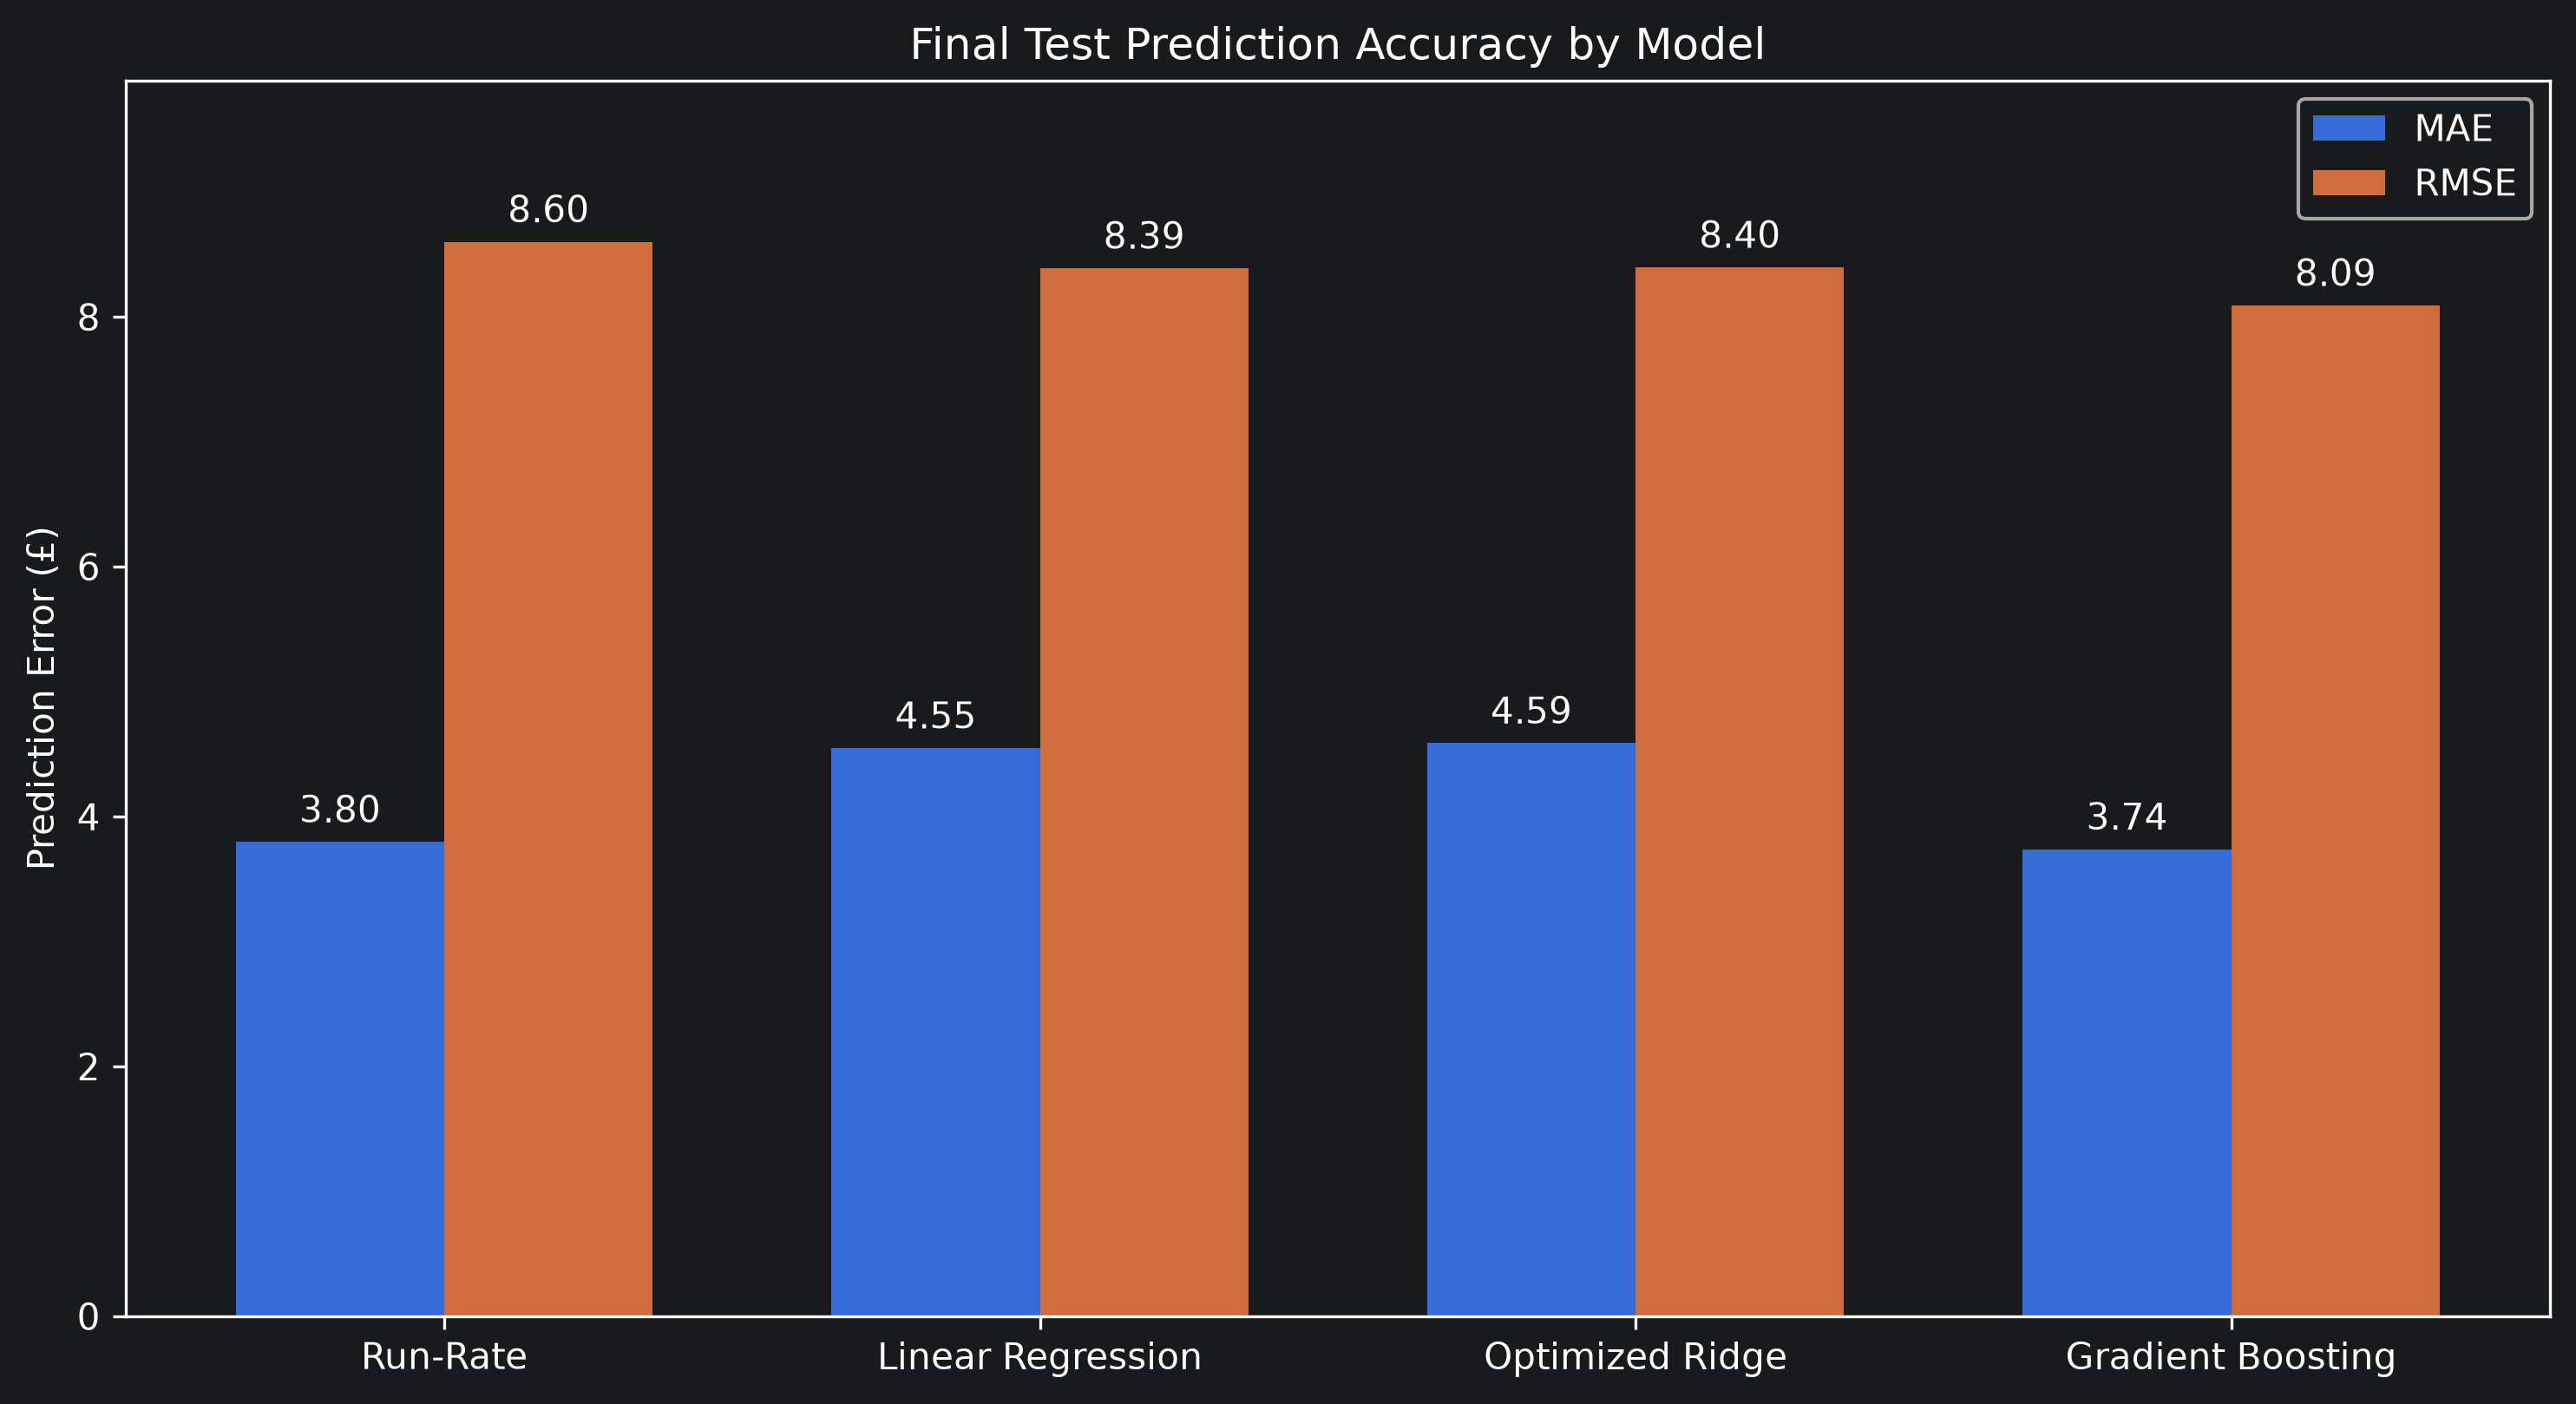 Final Test Prediction Accuracy by Model
MAE
RMSE
Prediction Error (£)
8
6
4
2
0
3.80
8.60
4.55
8.39
4.59
8.40
3.74
8.09
Run-Rate
Linear Regression
Optimized Ridge
Gradient Boosting